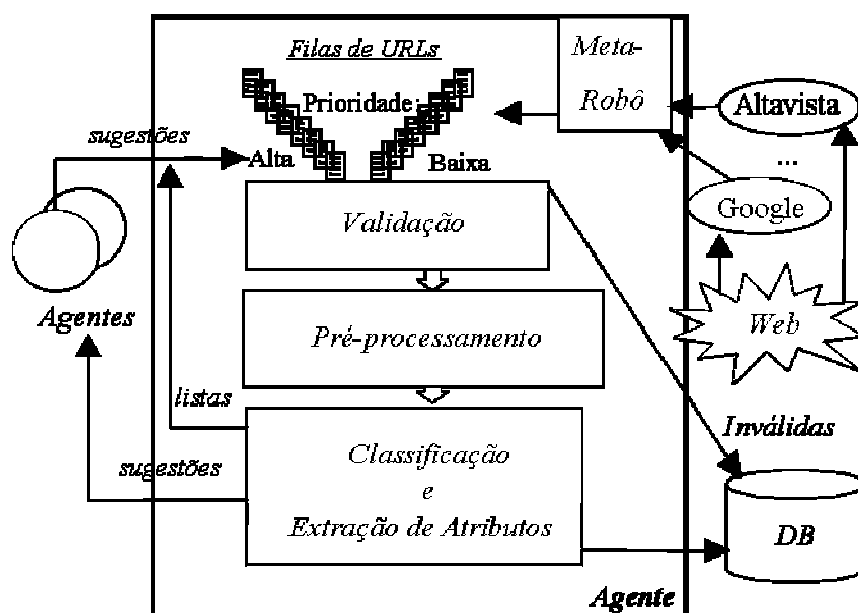 Filas de URLs
Meta-
Robô
Prioridade:
Altavista
sugestões
Alta
Baixa
...
Google
Validação
Agentes
Web
Pré-processamento
listas
Inválidas
Classificação
sugestões
e
Extração de Atributos
DB
Agente